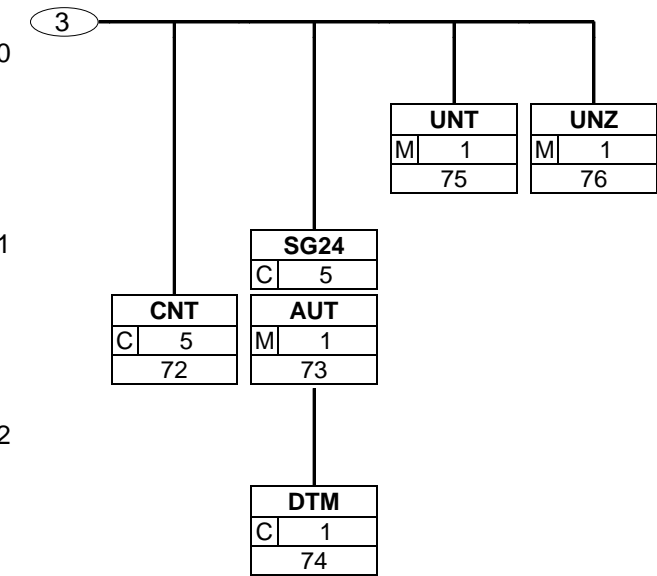 3
0
UNT UNZ
M 1 M 1
75 76
1
SG24
C 5
CNT AUT
C 5 M 1
72 73
2
DTM
C 1
74